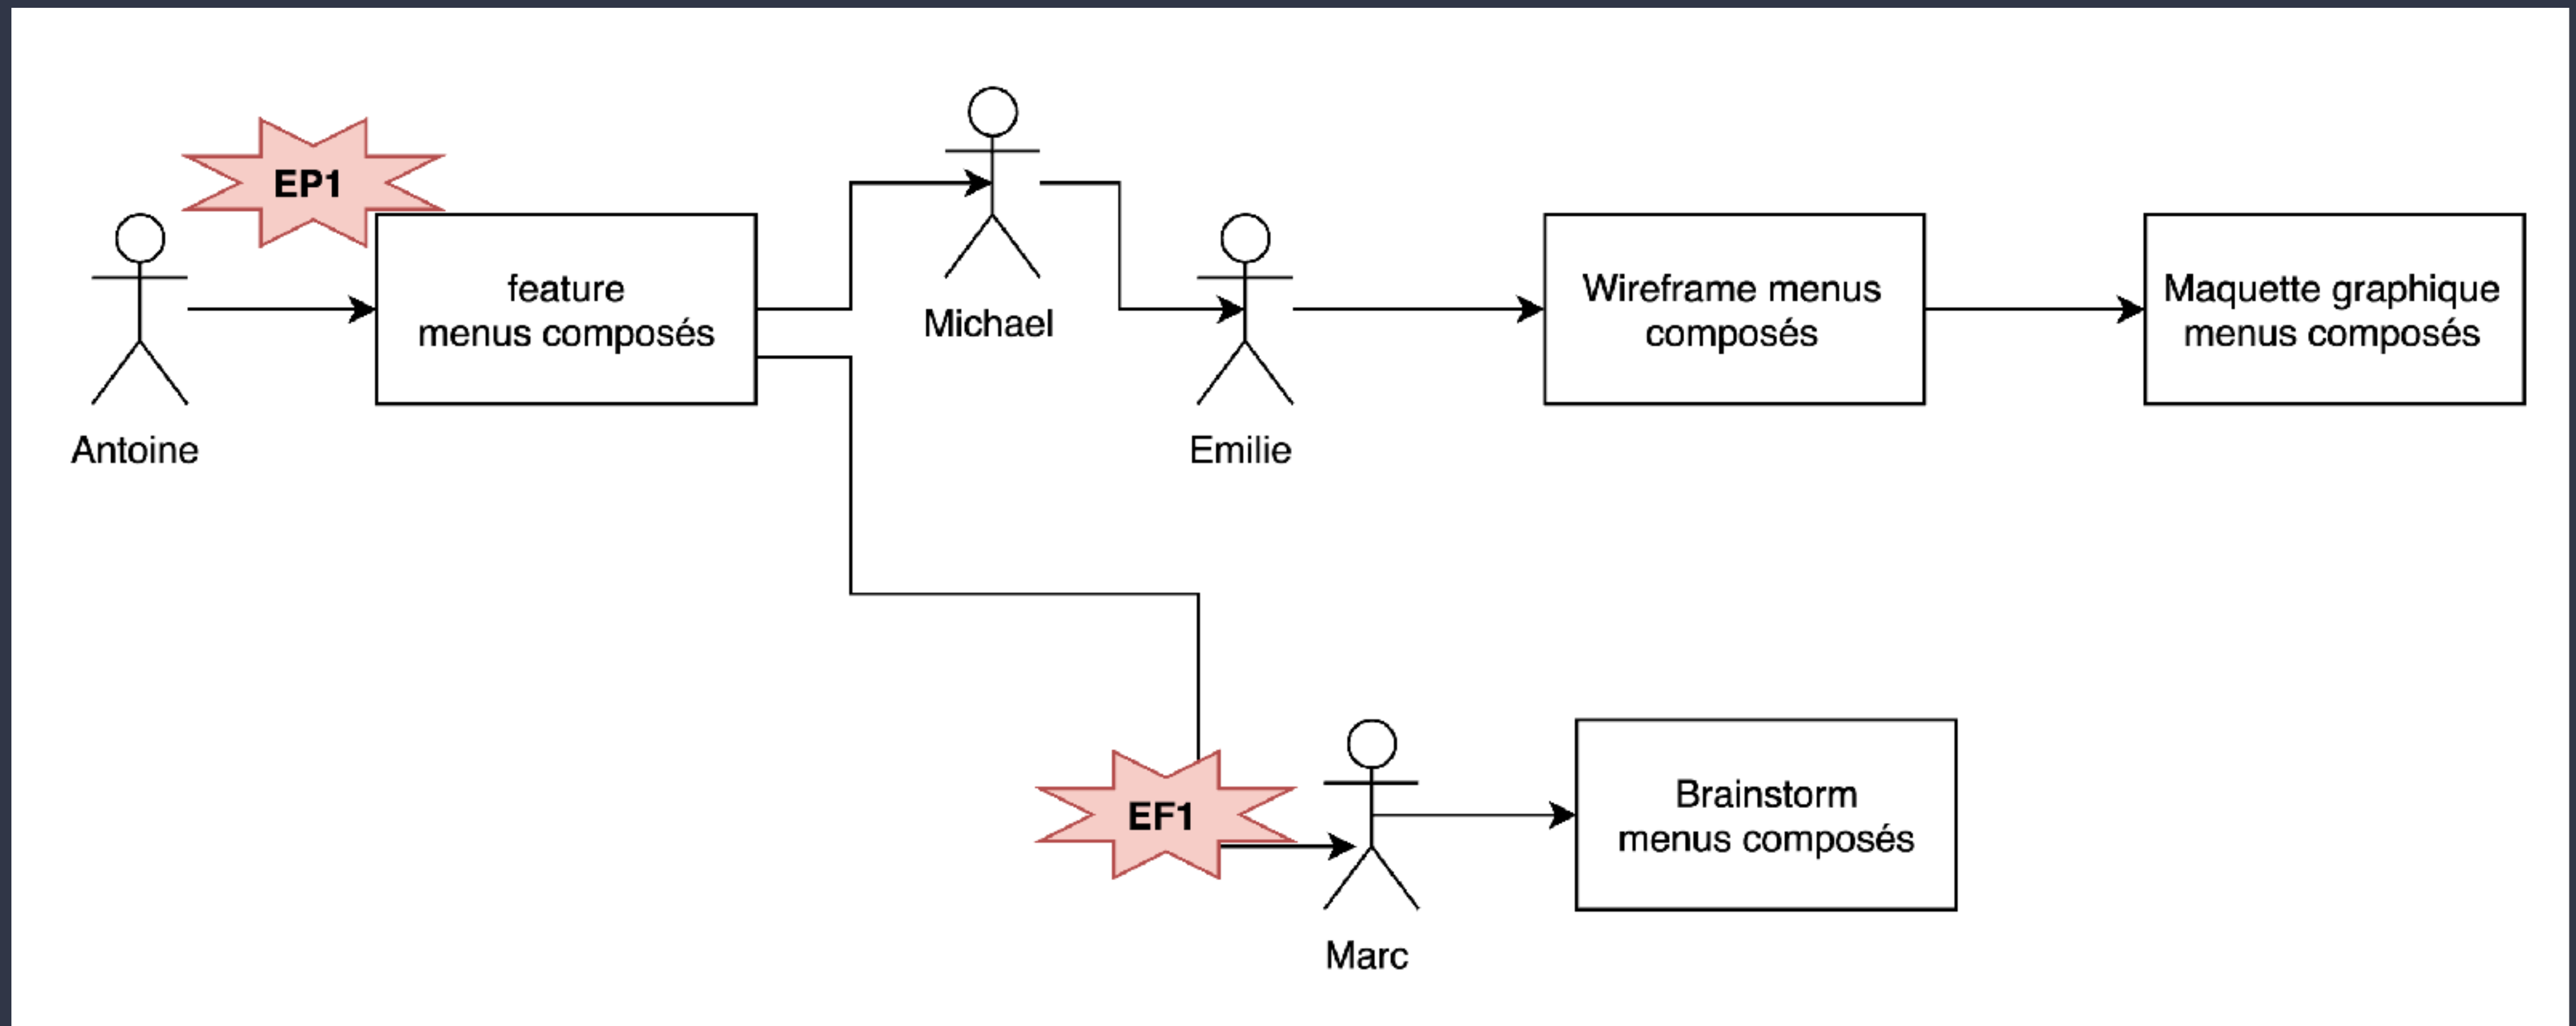 EP1
Antoine
feature
menus composés
Michael
Emilie
Wireframe menus
composés
Maquette graphique
menus composés
EF1
Marc
Brainstorm
menus composés